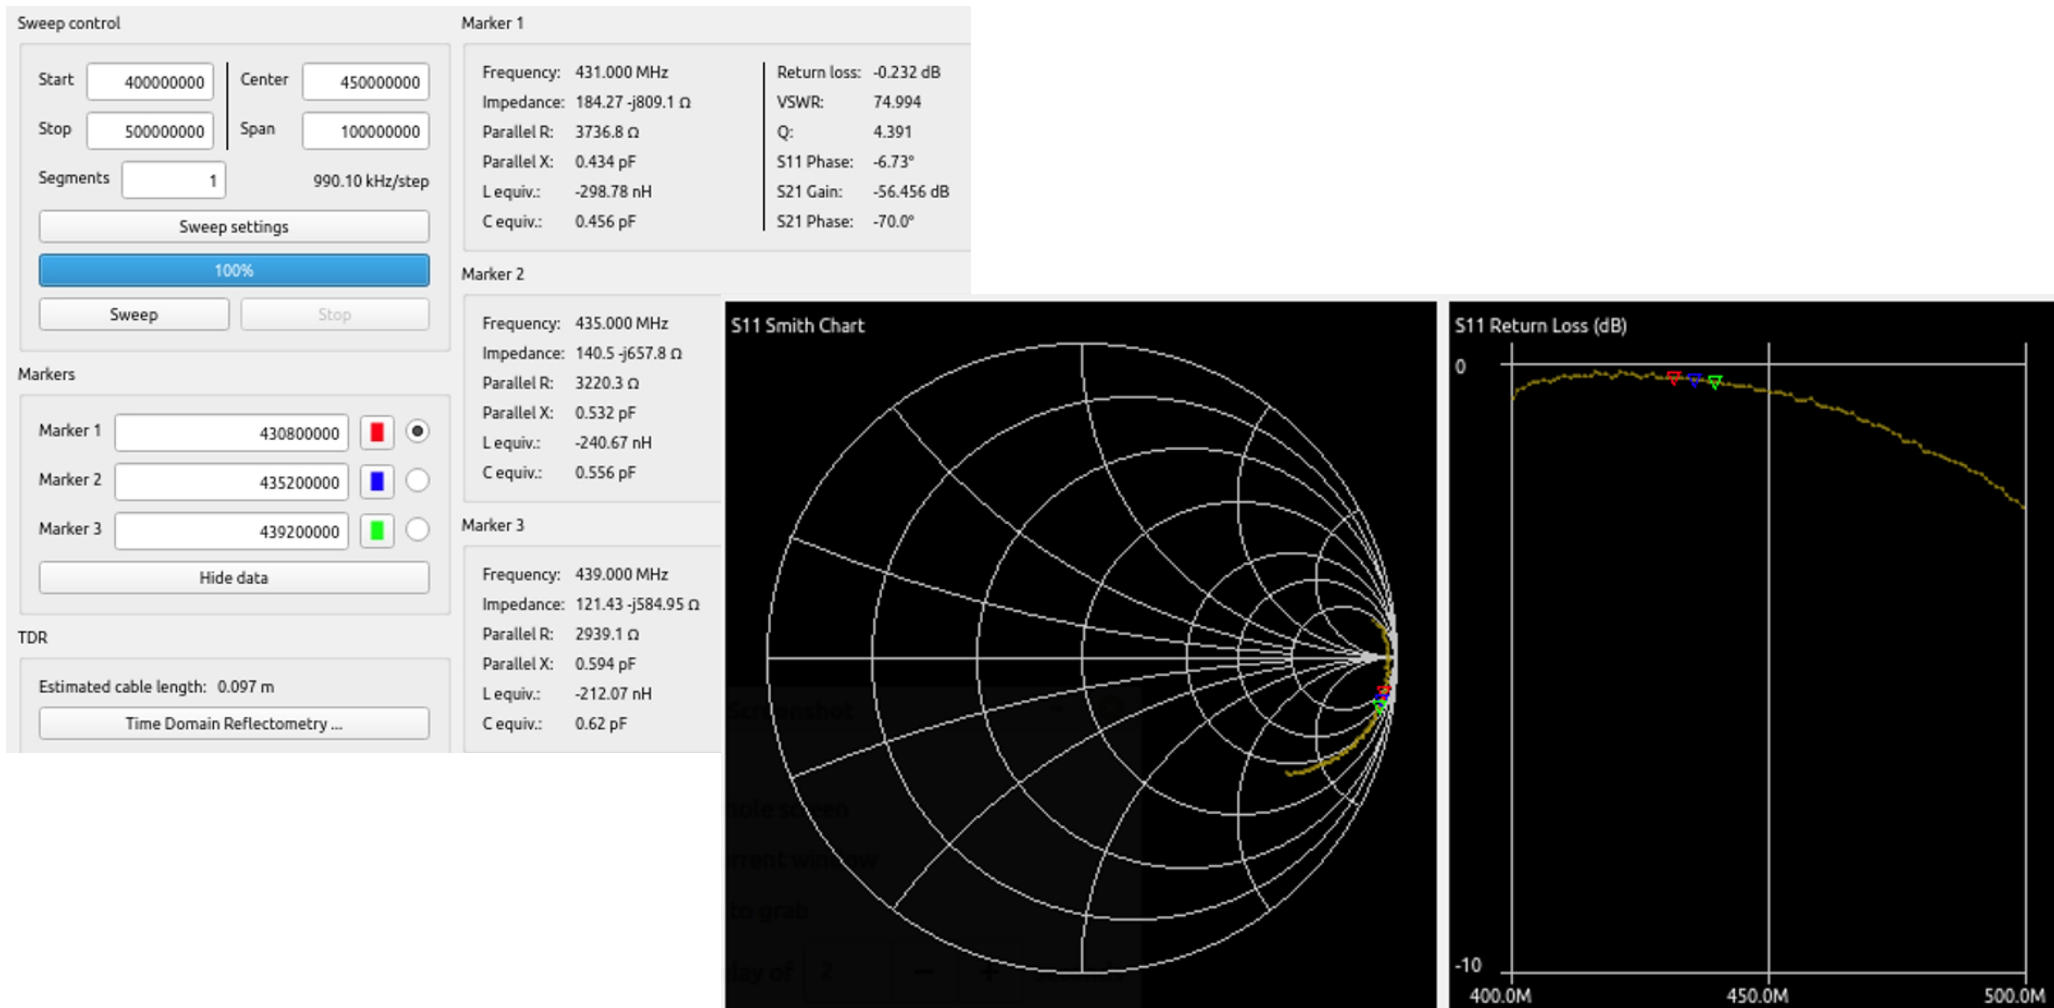 Sweep control
Start 400000000 Center 450000000
Stop 500000000 Span 100000000
Segments 1 990.10 kHz/step
Sweep settings
100%
Sweep Stop
Markers
Marker 1 430800000
Marker 2 435200000
Marker 3 439200000
Hide data
TDR
Estimated cable length: 0.097 m
Time Domain Reflectometry ...
Marker 1
Frequency: 431.000 MHz
Impedance: 184.27 -j809.1 Ω
Parallel R: 3736.8 Ω
Parallel X: 0.434 pF
L equiv.: -298.78 nH
C equiv.: 0.456 pF
Return loss: -0.232 dB
VSWR: 74.994
Q: 4.391
S11 Phase: -6.73°
S21 Gain: -56.456 dB
S21 Phase: -70.0°
Marker 2
Frequency: 435.000 MHz
Impedance: 140.5 -j657.8 Ω
Parallel R: 3220.3 Ω
Parallel X: 0.532 pF
L equiv.: -240.67 nH
C equiv.: 0.556 pF
Marker 3
Frequency: 439.000 MHz
Impedance: 121.43 -j584.95 Ω
Parallel R: 2939.1 Ω
Parallel X: 0.594 pF
L equiv.: -212.07 nH
C equiv.: 0.62 pF
S11 Smith Chart
Screenshot
screen
window
to grab
of 2 − +
S11 Return Loss (dB)
0
-10
400.0M 450.0M 500.0M